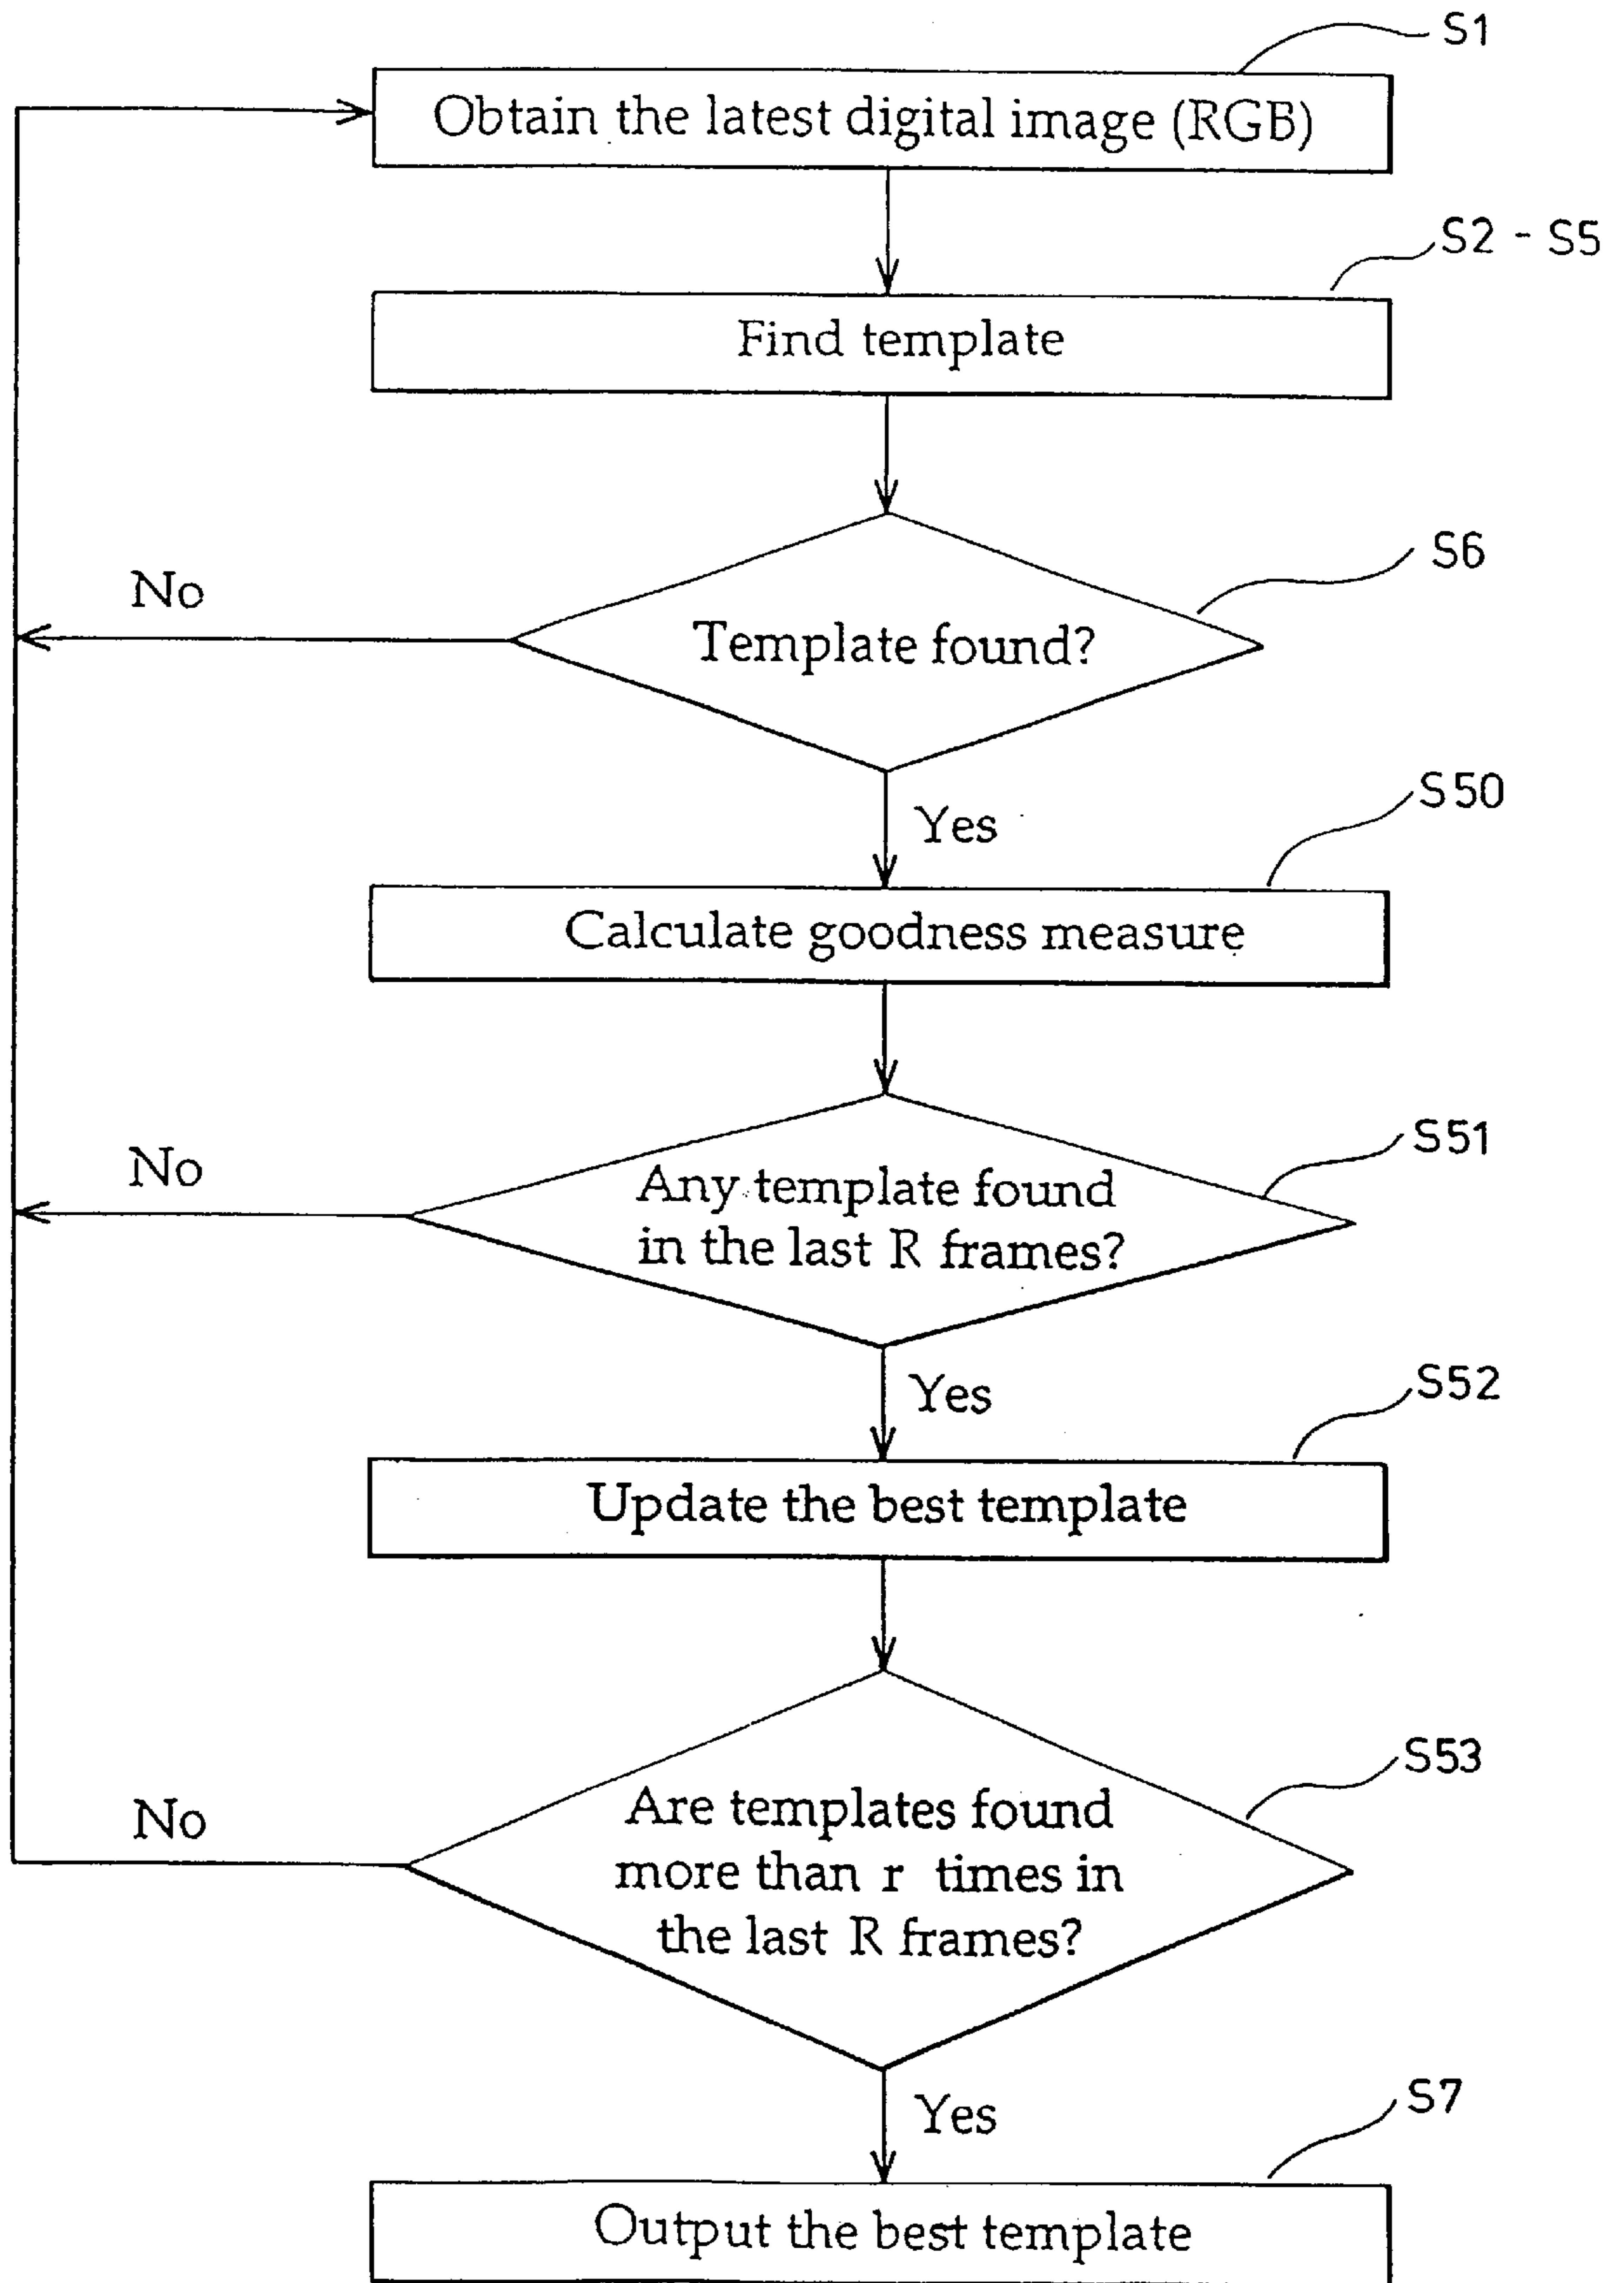 S1
Obtain the latest digital image (RGB)
S2 - S5
Find template
S6
No
Template found?
Yes
S50
Calculate goodness measure
S51
No
Any template found
in the last R frames?
Yes
S52
Update the best template
S53
No
Are templates found
more than r times in
the last R frames?
Yes
S7
Output the best template